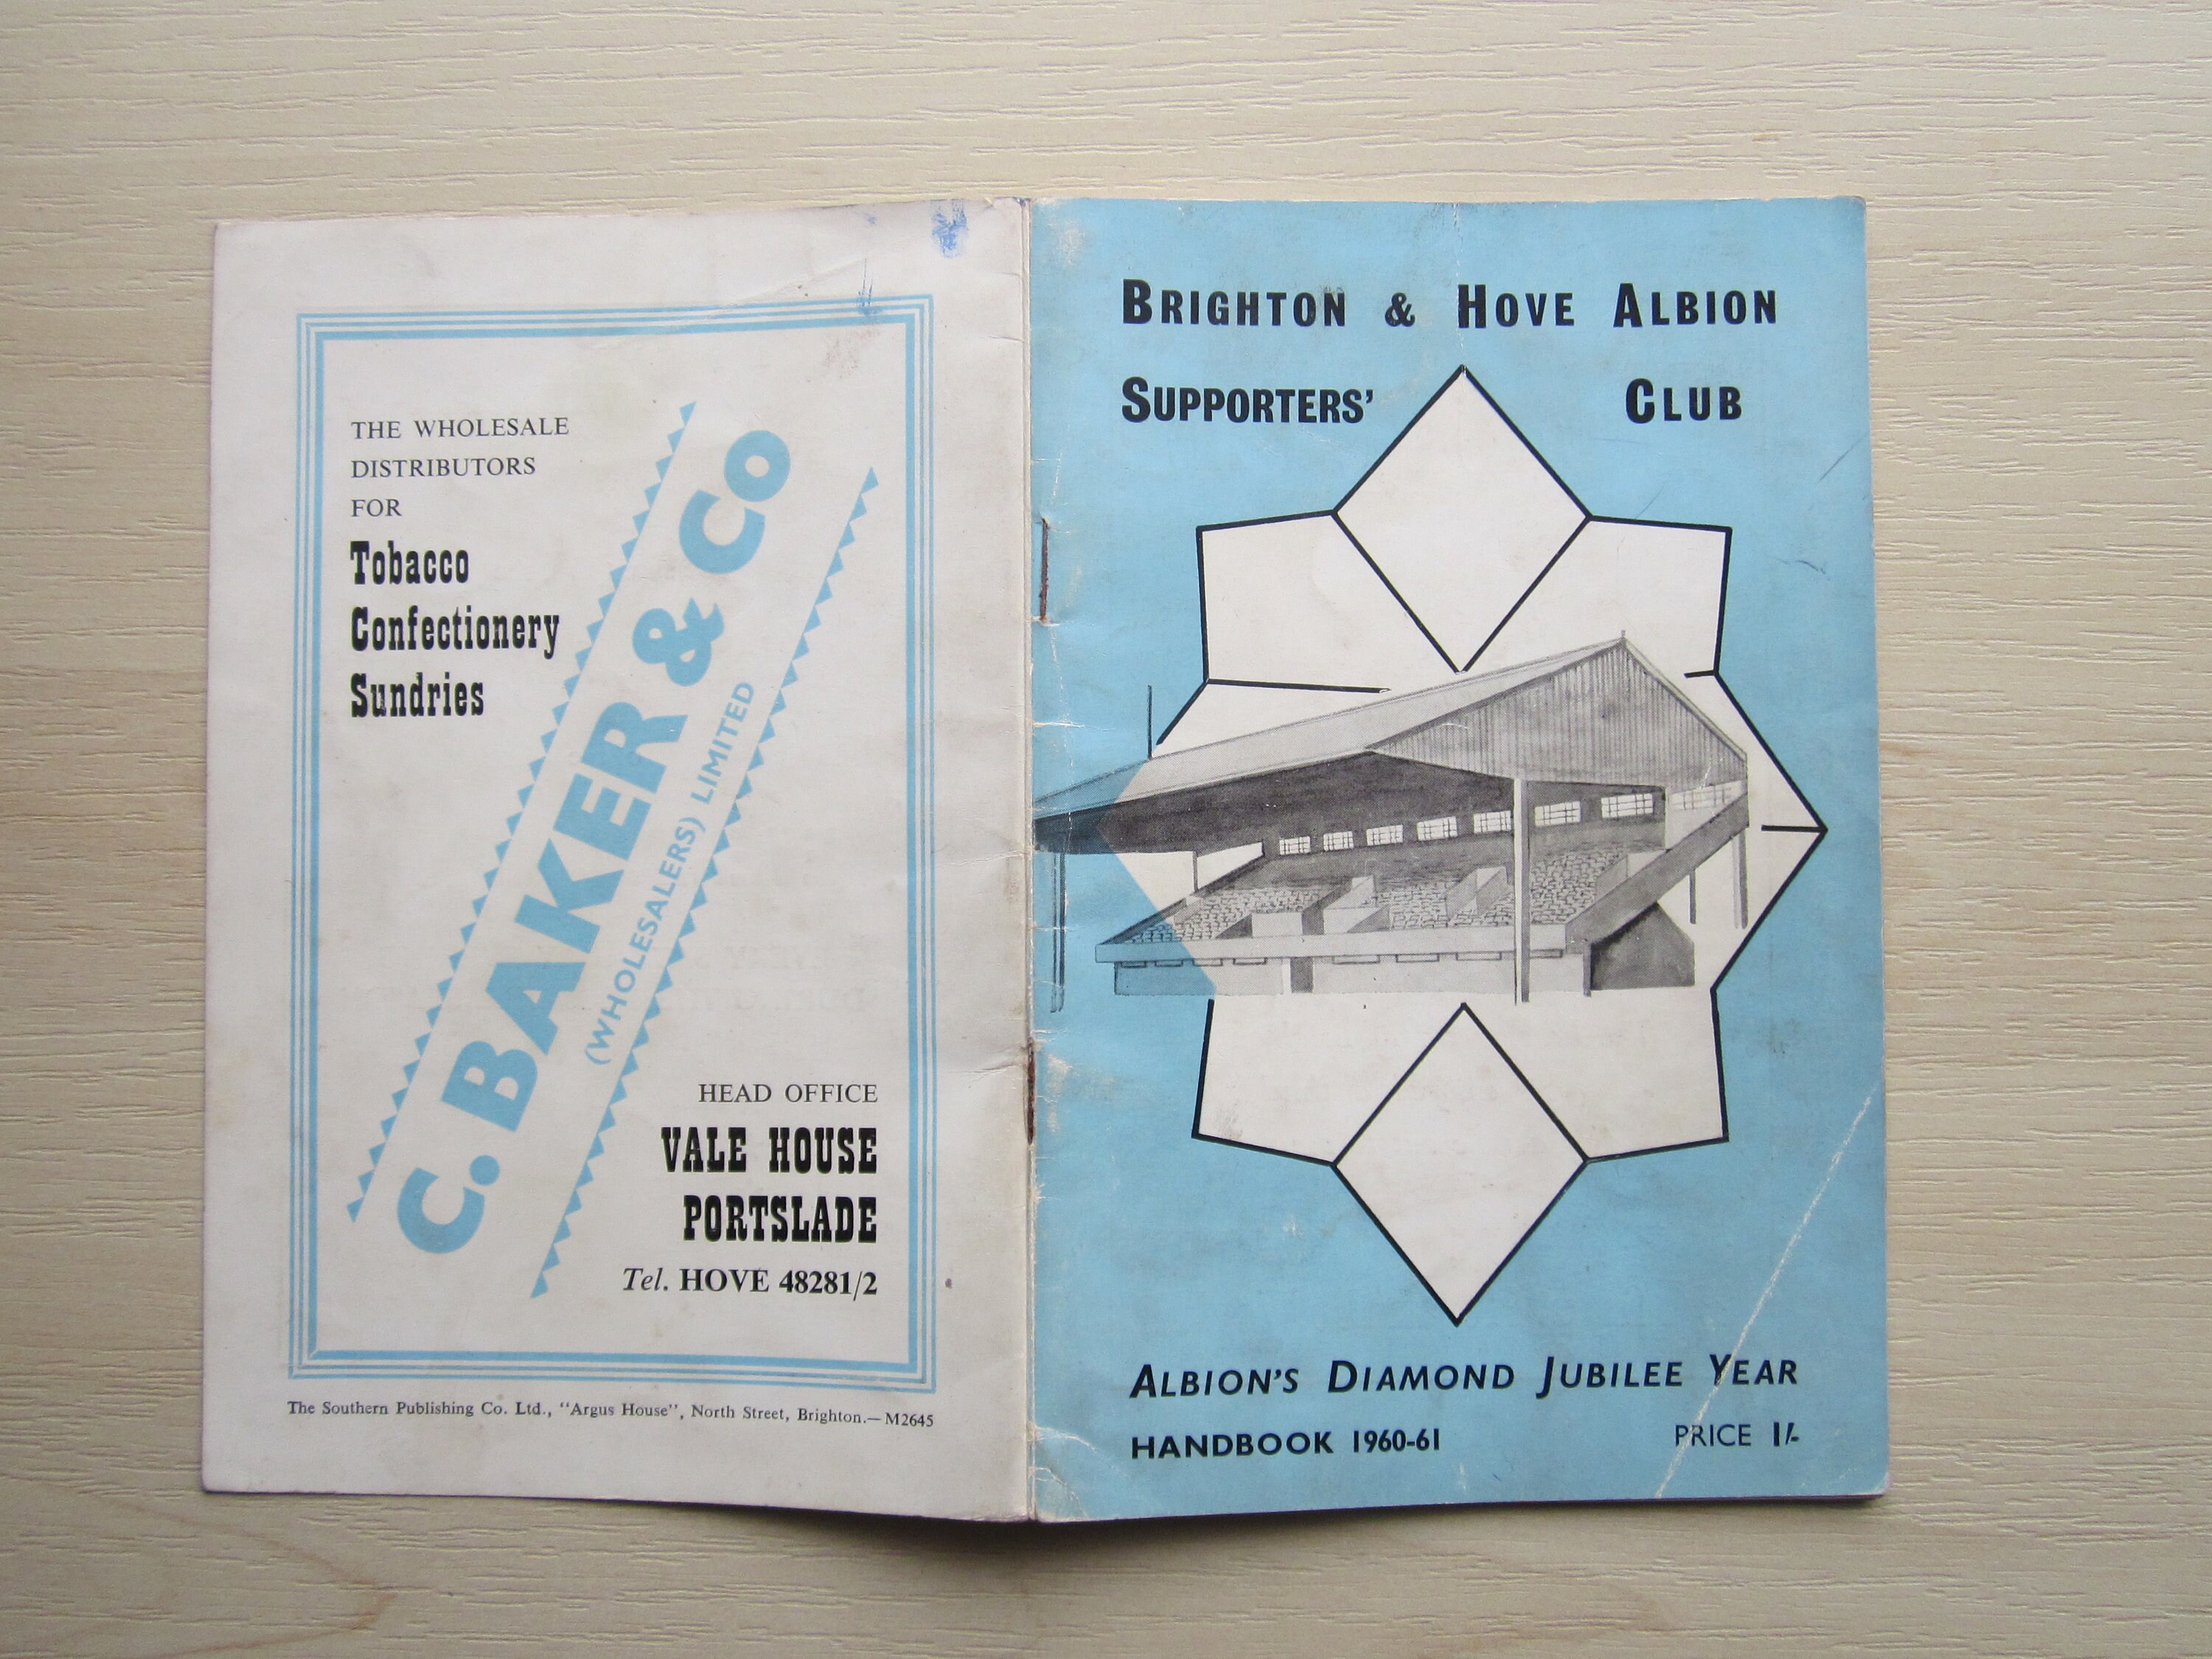 THE WHOLESALE
DISTRIBUTORS
FOR
Tobacco
Confectionery
Sundries
C. BAKER & Co
(WHOLESALERS) LIMITED
HEAD OFFICE
VALE HOUSE
PORTSLADE
Tel. HOVE 48281/2
The Southern Publishing Co. Ltd., "Argus House", North Street, Brighton.—M2645
BRIGHTON & HOVE ALBION
SUPPORTERS' CLUB
ALBION'S DIAMOND JUBILEE YEAR
HANDBOOK 1960-61 PRICE 1/-